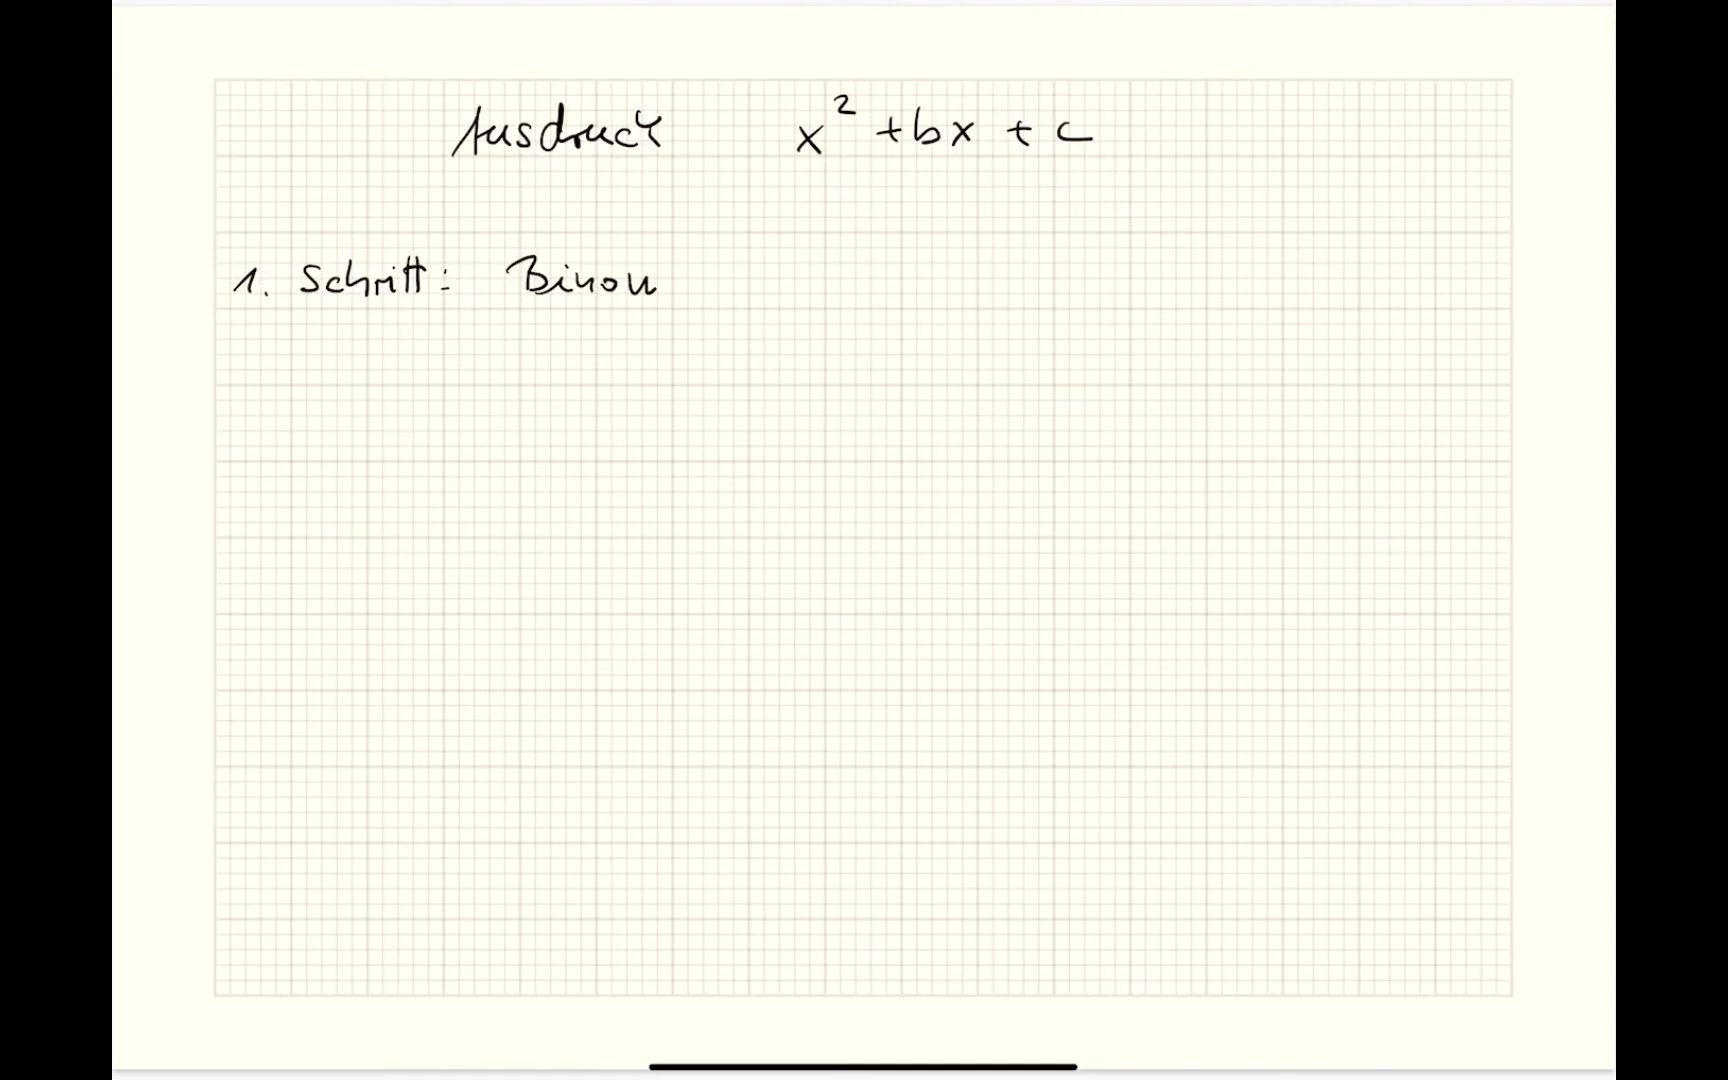 Ausdruck x² + bx + c
1. Schritt: Binom